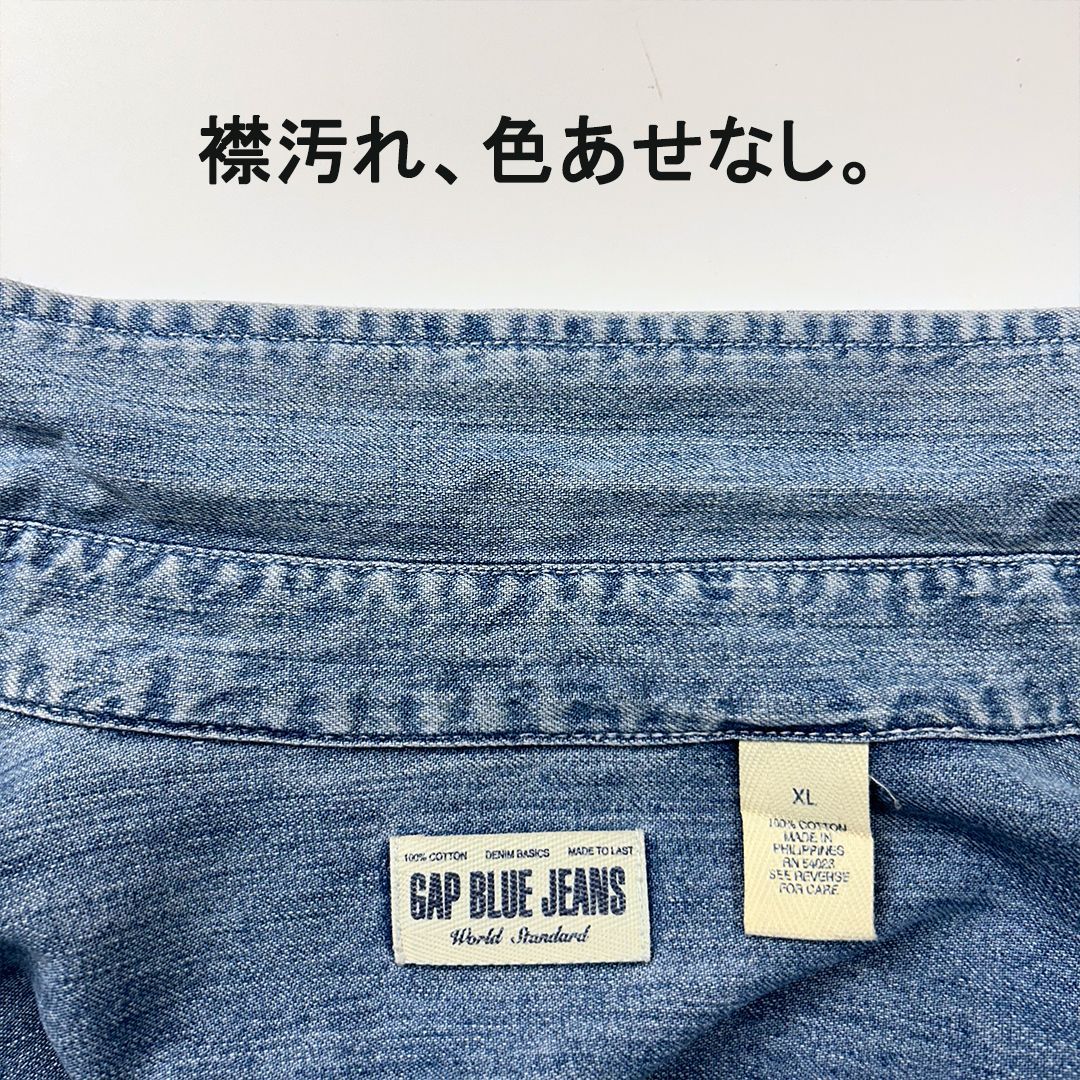 襟汚れ、色あせなし。
XL
100% COTTON
MADE IN
PHILIPPINES
RN 54023
SEE REVERSE
FOR CARE
100% COTTON DENIM BASICS MADE TO LAST
GAP BLUE JEANS
World Standard